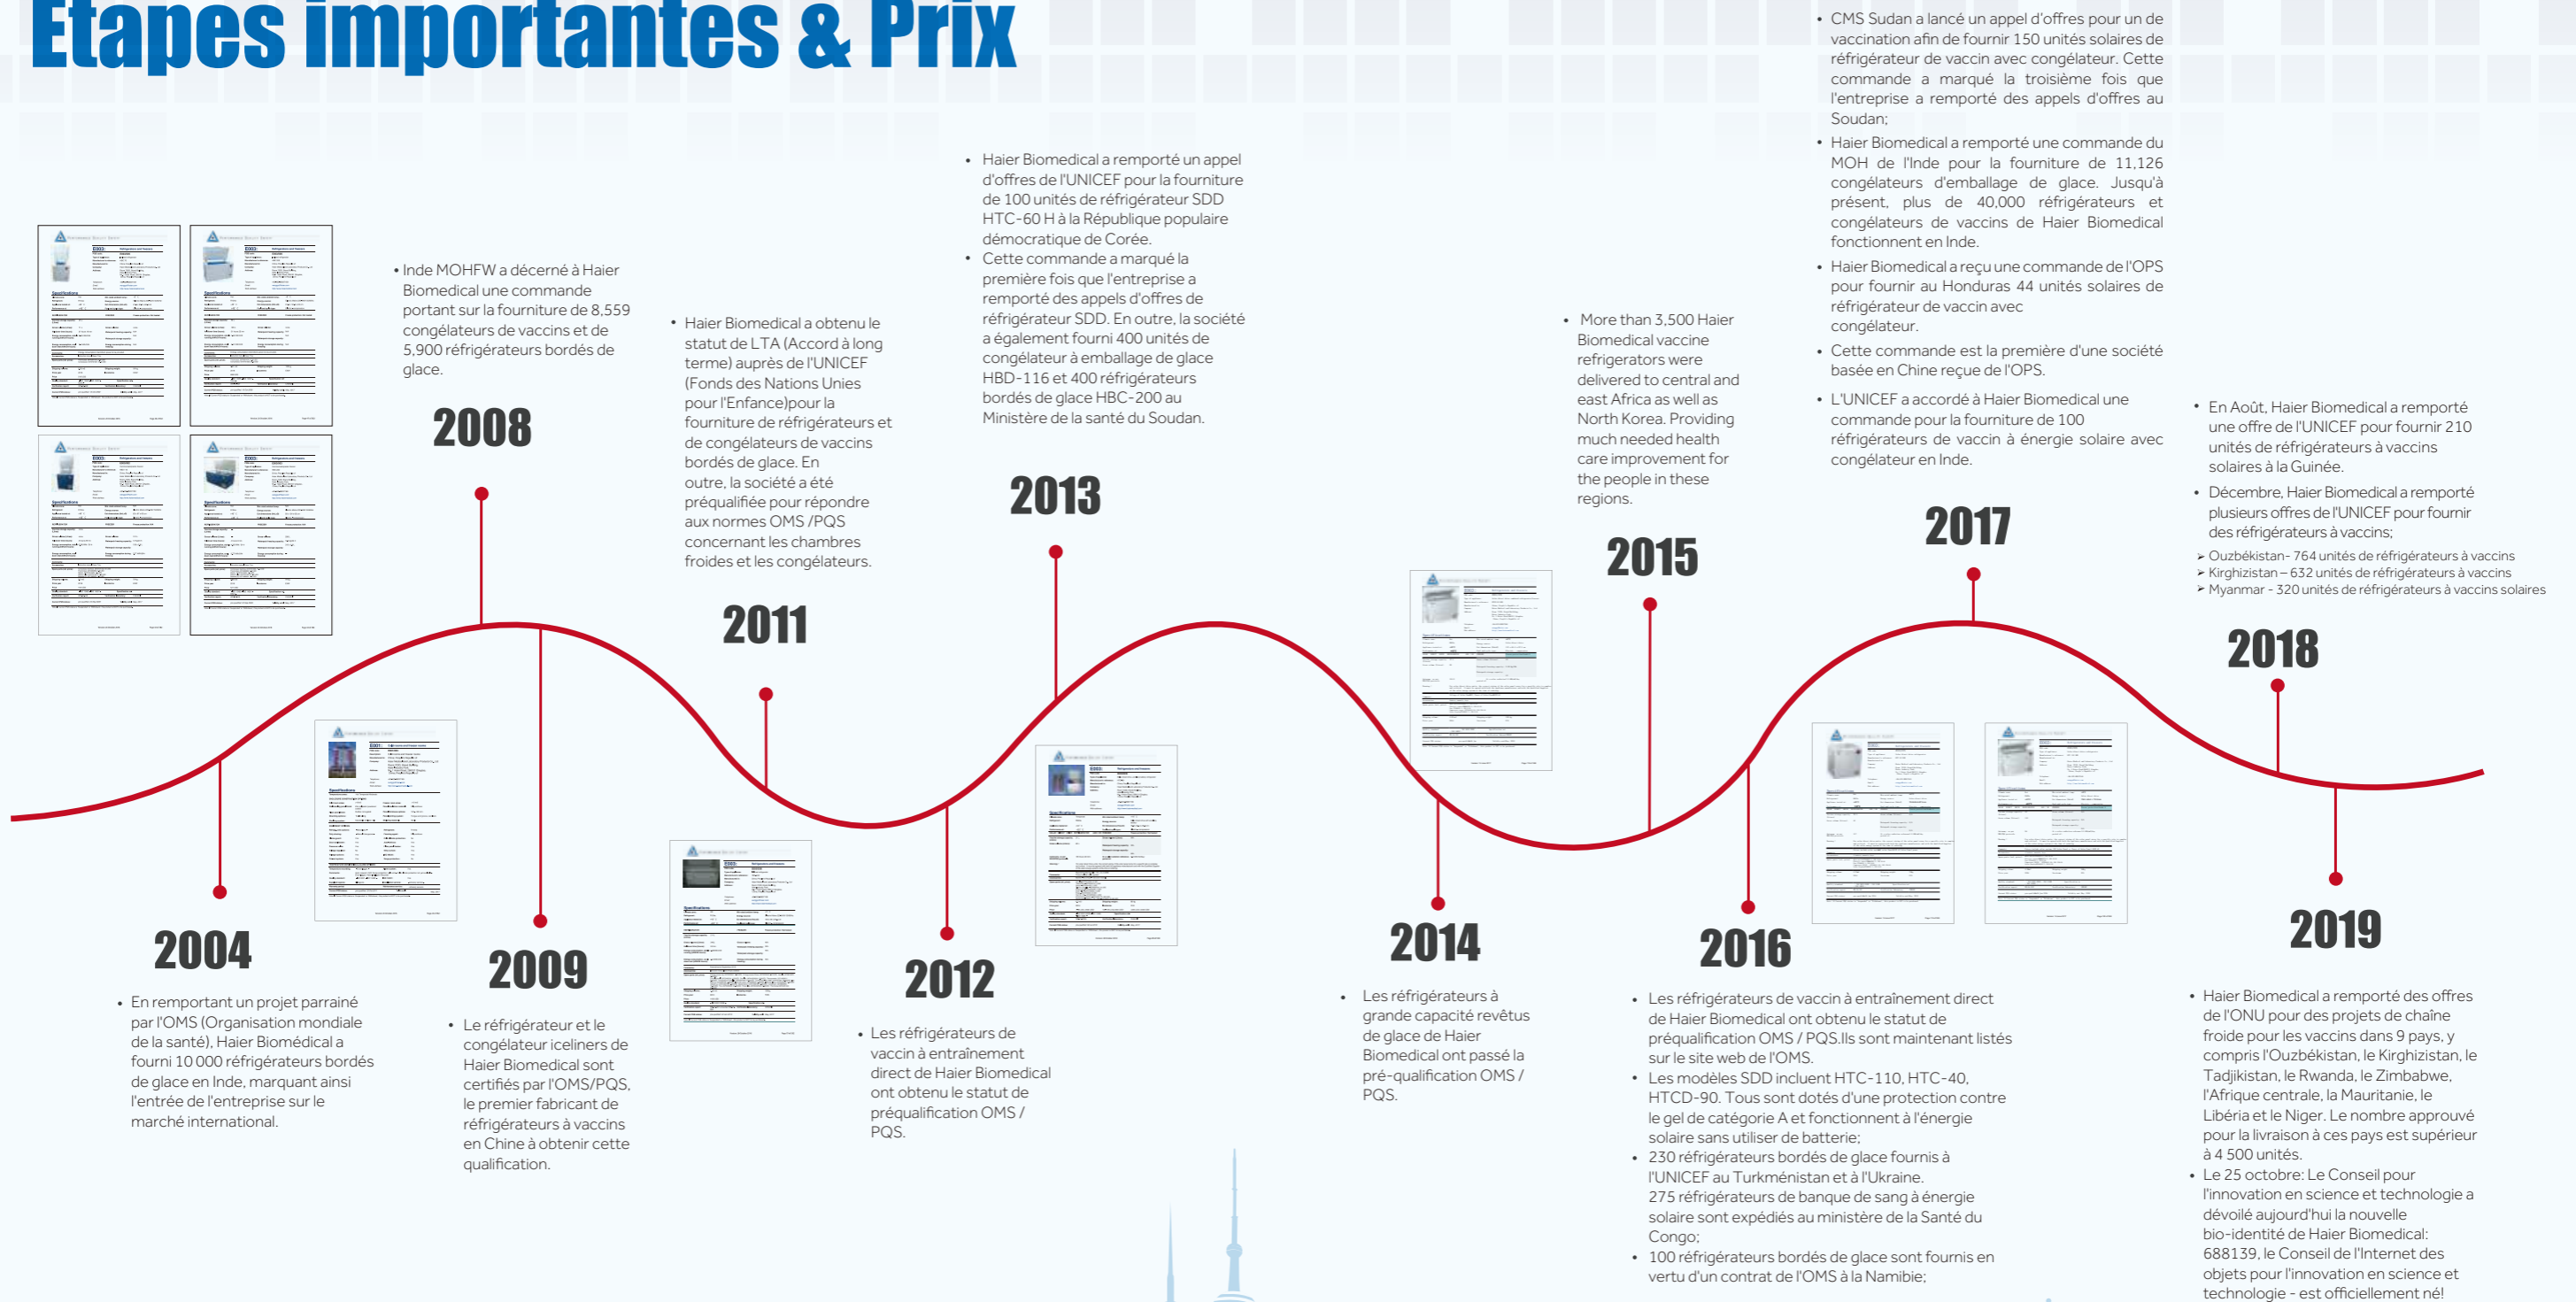 Etapes importantes & Prix
• Inde MOHFW a décerné à Haier
Biomedical une commande
portant sur la fourniture de 8,559
congélateurs de vaccins et de
5,900 réfrigérateurs bordés de
glace.
2008
• Haier Biomedical a obtenu le
statut de LTA (Accord à long
terme) auprès de l'UNICEF
(Fonds des Nations Unies
pour l'Enfance)pour la
fourniture de réfrigérateurs et
de congélateurs de vaccins
bordés de glace. En
outre, la société a été
préqualifiée pour répondre
aux normes OMS /PQS
concernant les chambres
froides et les congélateurs.
2011
• Haier Biomedical a remporté un appel
d'offres de l'UNICEF pour la fourniture
de 100 unités de réfrigérateur SDD
HTC-60 H à la République populaire
démocratique de Corée.
• Cette commande a marqué la
première fois que l'entreprise a
remporté des appels d'offres de
réfrigérateur SDD. En outre, la société
a également fourni 400 unités de
congélateur à emballage de glace
HBD-116 et 400 réfrigérateurs
bordés de glace HBC-200 au
Ministère de la santé du Soudan.
2013
• More than 3,500 Haier
Biomedical vaccine
refrigerators were
delivered to central and
east Africa as well as
North Korea. Providing
much needed health
care improvement for
the people in these
regions.
2015
• CMS Sudan a lancé un appel d'offres pour un de
vaccination afin de fournir 150 unités solaires de
réfrigérateur de vaccin avec congélateur. Cette
commande a marqué la troisième fois que
l'entreprise a remporté des appels d'offres au
Soudan;
• Haier Biomedical a remporté une commande du
MOH de l'Inde pour la fourniture de 11,126
congélateurs d'emballage de glace. Jusqu'à
présent, plus de 40,000 réfrigérateurs et
congélateurs de vaccins de Haier Biomedical
fonctionnent en Inde.
• Haier Biomedical a reçu une commande de l'OPS
pour fournir au Honduras 44 unités solaires de
réfrigérateur de vaccin avec
congélateur.
• Cette commande est la première d'une société
basée en Chine reçue de l'OPS.
• L'UNICEF a accordé à Haier Biomedical une
commande pour la fourniture de 100
réfrigérateurs de vaccin à énergie solaire avec
congélateur en Inde.
2017
• En Août, Haier Biomedical a remporté
une offre de l'UNICEF pour fournir 210
unités de réfrigérateurs à vaccins
solaires à la Guinée.
• Décembre, Haier Biomedical a remporté
plusieurs offres de l'UNICEF pour fournir
des réfrigérateurs à vaccins;
➢ Ouzbékistan- 764 unités de réfrigérateurs à vaccins
➢ Kirghizistan – 632 unités de réfrigérateurs à vaccins
➢ Myanmar - 320 unités de réfrigérateurs à vaccins solaires
2018
2004
• En remportant un projet parrainé
par l'OMS (Organisation mondiale
de la santé), Haier Biomédical a
fourni 10 000 réfrigérateurs bordés
de glace en Inde, marquant ainsi
l'entrée de l'entreprise sur le
marché international.
2009
• Le réfrigérateur et le
congélateur iceliners de
Haier Biomedical sont
certifiés par l'OMS/PQS,
le premier fabricant de
réfrigérateurs à vaccins
en Chine à obtenir cette
qualification.
2012
• Les réfrigérateurs de
vaccin à entraînement
direct de Haier Biomedical
ont obtenu le statut de
préqualification OMS /
PQS.
2014
• Les réfrigérateurs à
grande capacité revêtus
de glace de Haier
Biomedical ont passé la
pré-qualification OMS /
PQS.
2016
• Les réfrigérateurs de vaccin à entraînement direct
de Haier Biomedical ont obtenu le statut de
préqualification OMS / PQS.Ils sont maintenant listés
sur le site web de l'OMS.
• Les modèles SDD incluent HTC-110, HTC-40,
HTCD-90. Tous sont dotés d'une protection contre
le gel de catégorie A et fonctionnent à l'énergie
solaire sans utiliser de batterie;
• 230 réfrigérateurs bordés de glace fournis à
l'UNICEF au Turkménistan et à l'Ukraine.
275 réfrigérateurs de banque de sang à énergie
solaire sont expédiés au ministère de la Santé du
Congo;
• 100 réfrigérateurs bordés de glace sont fournis en
vertu d'un contrat de l'OMS à la Namibie;
2019
• Haier Biomedical a remporté des offres
de l'ONU pour des projets de chaîne
froide pour les vaccins dans 9 pays, y
compris l'Ouzbékistan, le Kirghizistan, le
Tadjikistan, le Rwanda, le Zimbabwe,
l'Afrique centrale, la Mauritanie, le
Libéria et le Niger. Le nombre approuvé
pour la livraison à ces pays est supérieur
à 4 500 unités.
• Le 25 octobre: Le Conseil pour
l'innovation en science et technologie a
dévoilé aujourd'hui la nouvelle
bio-identité de Haier Biomedical:
688139, le Conseil de l'Internet des
objets pour l'innovation en science et
technologie - est officiellement né!